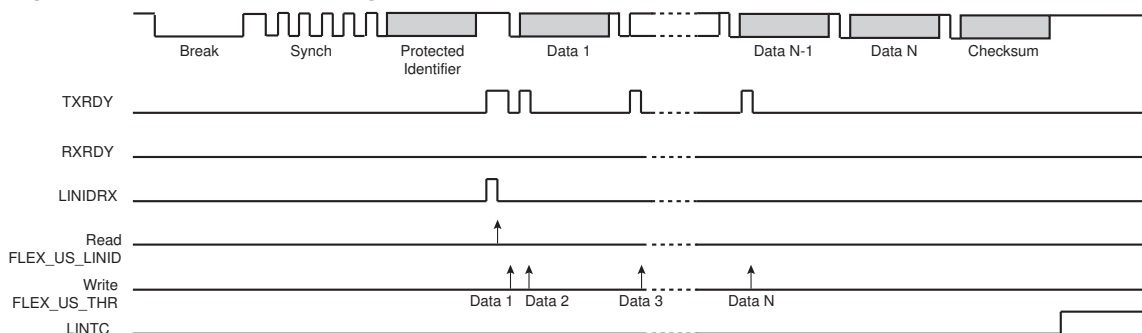 Break Synch Protected Data 1 Data N-1 Data N Checksum
Identifier
TXRDY
RXRDY
LINIDRX
Read
FLEX_US_LINID
Write
FLEX_US_THR
Data 1 Data 2 Data 3 Data N
LINTC